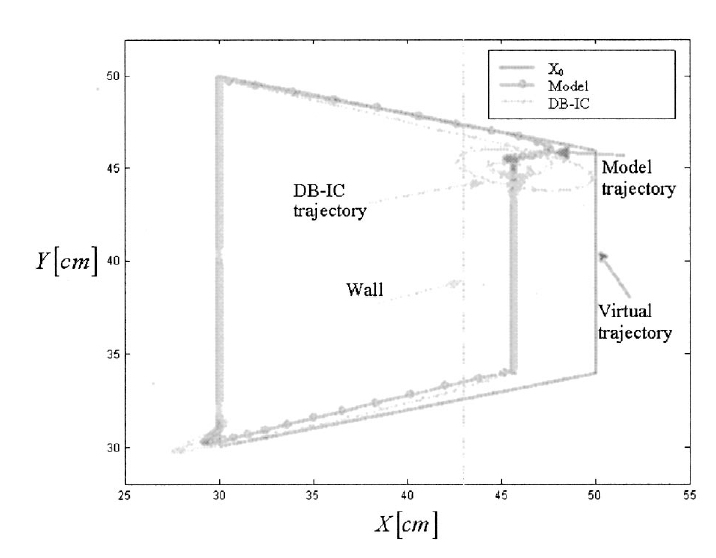 X₀
Model
DB-IC
50
45
40
35
30
Y[cm]
DB-IC
trajectory
Model
trajectory
Wall
Virtual
trajectory
25 30 35 40 45 50 55
X[cm]